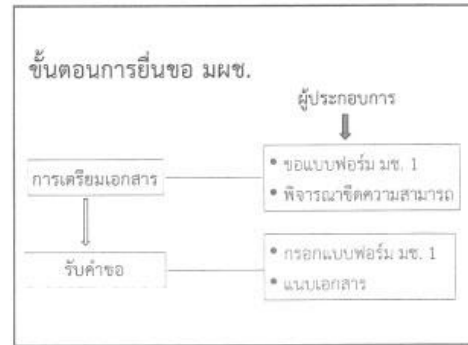 ขั้นตอนการยื่นขอ มผช.
ผู้ประกอบการ
การเตรียมเอกสาร
• ขอแบบฟอร์ม มช. 1
• พิจารณาขีดความสามารถ
รับคำขอ
• กรอกแบบฟอร์ม มช. 1
• แนบเอกสาร